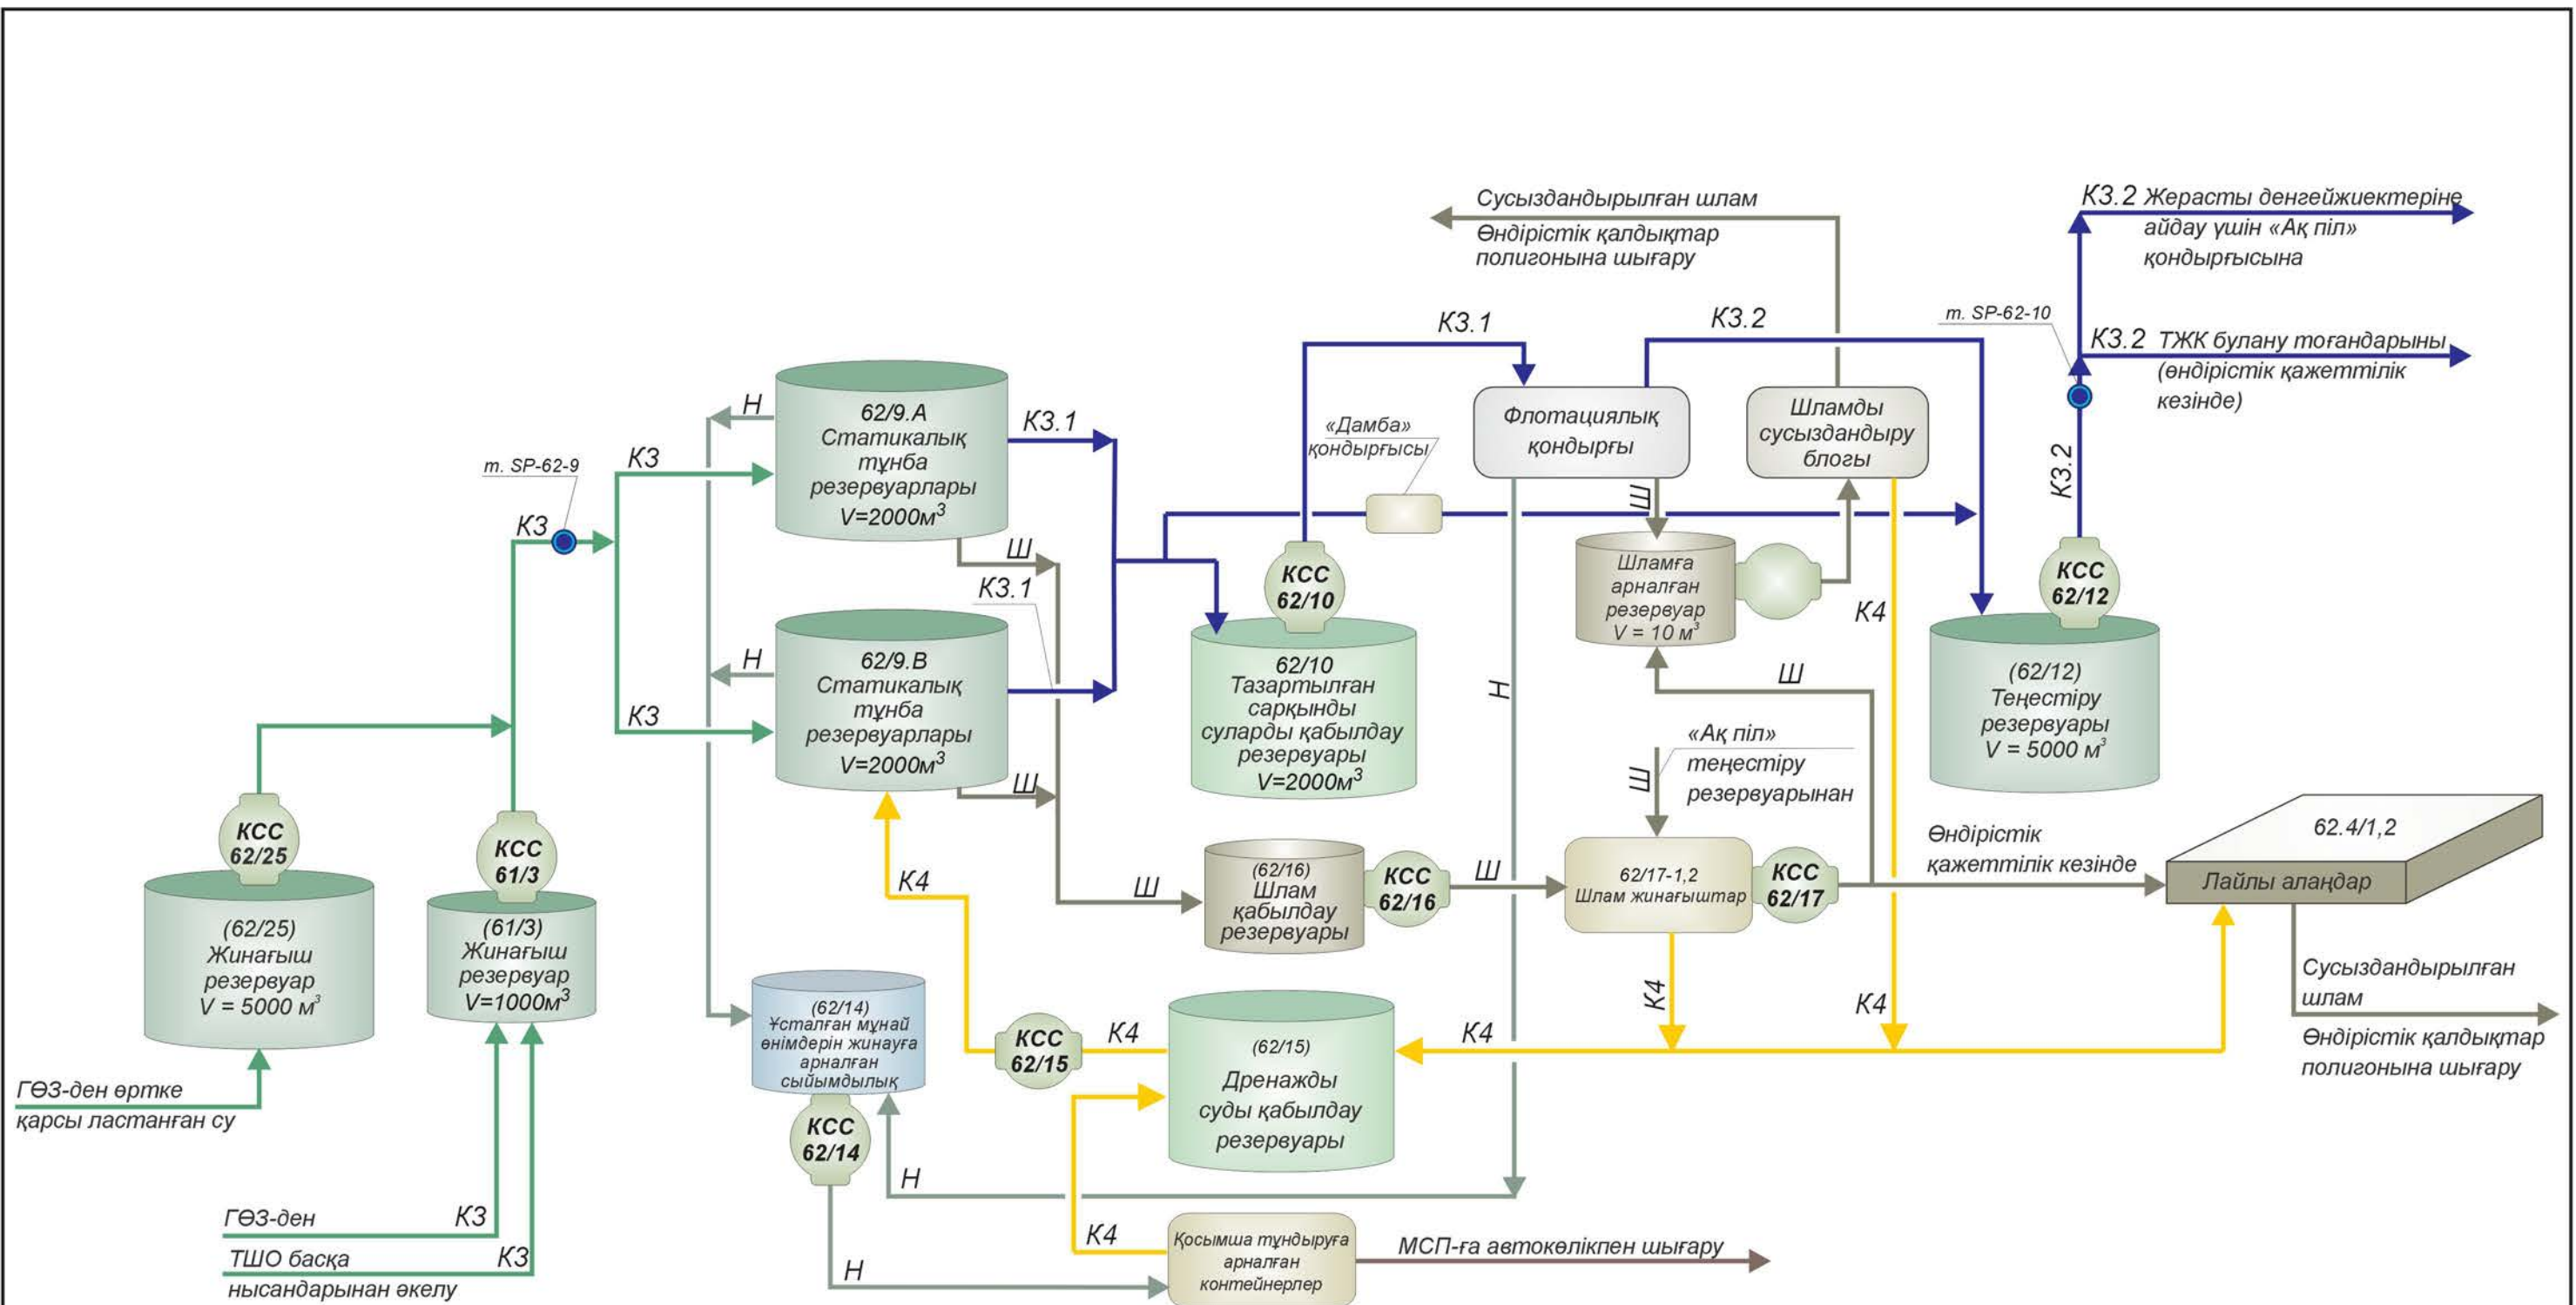 Сусыздандырылған шлам
Өндірістік қалдықтар
полигонына шығару
К3.2 Жерасты денгейжиектеріне
айдау үшін «Ақ піл»
қондырғысына
т. SP-62-10
К3.2 ТЖК булану тоғандарыны
(өндірістік қажеттілік
кезінде)
К3.2
К3.1
К3.2
Флотациялық
қондырғы
Шламды
сусыздандыру
блогы
«Дамба»
қондырғысы
т. SP-62-9
К3
К3
К3
Н
62/9.А
Статикалық
тұнба
резервуарлары
V=2000м³
К3.1
Ш
К3.1
Н
62/9.В
Статикалық
тұнба
резервуарлары
V=2000м³
Ш
КСС
62/10
62/10
Тазартылған
сарқынды
суларды қабылдау
резервуары
V=2000м³
Ш
Шламға
арналған
резервуар
V = 10 м³
К4
Н
Ш
КСС
62/12
(62/12)
Теңестіру
резервуары
V = 5000 м³
«Ақ піл»
теңестіру
резервуарынан
Ш
КСС
62/25
(62/25)
Жинағыш
резервуар
V = 5000 м³
КСС
61/3
(61/3)
Жинағыш
резервуар
V=1000м³
К4
Ш
(62/16)
Шлам
қабылдау
резервуары
КСС
62/16
Ш
62/17-1,2
Шлам жинағыштар
КСС
62/17
Өндірістік
қажеттілік кезінде
62.4/1,2
Лайлы алаңдар
Сусыздандырылған
шлам
Өндірістік қалдықтар
полигонына шығару
К4
К4
К4
(62/14)
Ұсталған мұнай
өнімдерін жинауға
арналған
сыйымдылық
КСС
62/14
КСС
62/15
К4
(62/15)
Дренажды
суды қабылдау
резервуары
ГӨЗ-ден өртке
қарсы ластанған су
ГӨЗ-ден
К3
ТШО басқа
К3
нысандарынан әкелу
Н
К4
Н
Қосымша тұндыруға
арналған
контейнерлер
МСП-ға автокөлікпен шығару